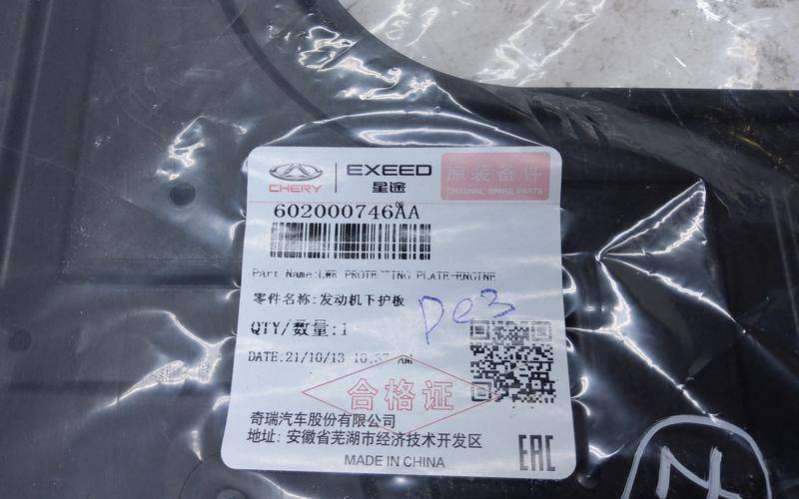 CHERY
EXEED
星途
原装备件
ORIGINAL SPARE PARTS
602000746AA
Part Name:LWR PROTECTING PLATE-ENGINE
零件名称:发动机下护板
QTY/数量:1
DATE:21/10/13 10:37 AM
合格证
奇瑞汽车股份有限公司
地址: 安徽省芜湖市经济技术开发区
MADE IN CHINA
EAC